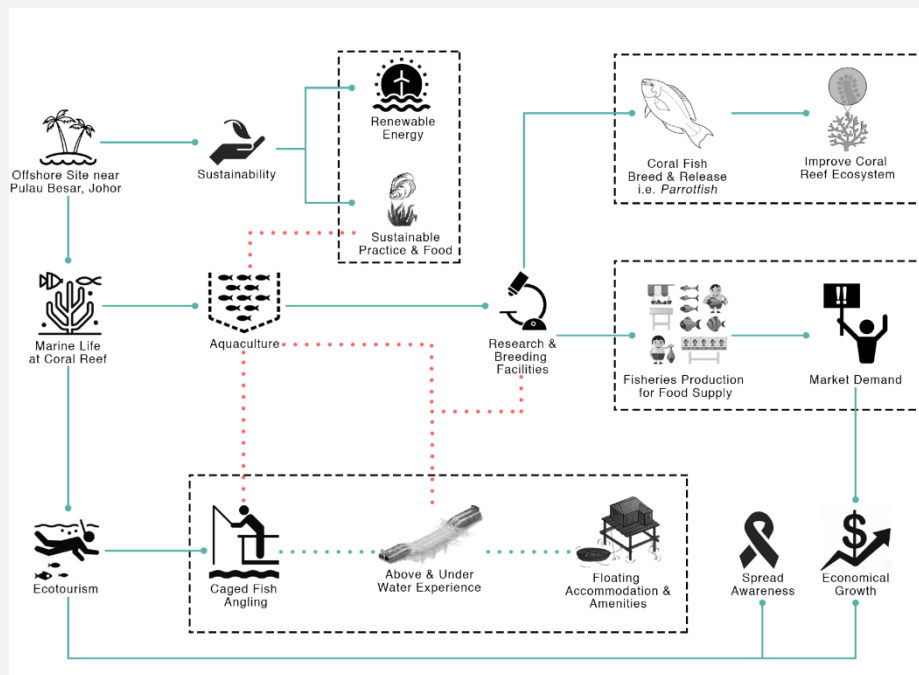 Renewable
Energy
Coral Fish
Breed & Release
i.e. Parrotfish
Improve Coral
Reef Ecosystem
Offshore Site near
Pulau Besar, Johor
Sustainability
Sustainable
Practice & Food
Marine Life
at Coral Reef
Aquaculture
Research &
Breeding
Facilities
Fisheries Production
for Food Supply
!!
Market Demand
Ecotourism
Caged Fish
Angling
Above & Under
Water Experience
Floating
Accommodation &
Amenities
Spread
Awareness
$
Economical
Growth